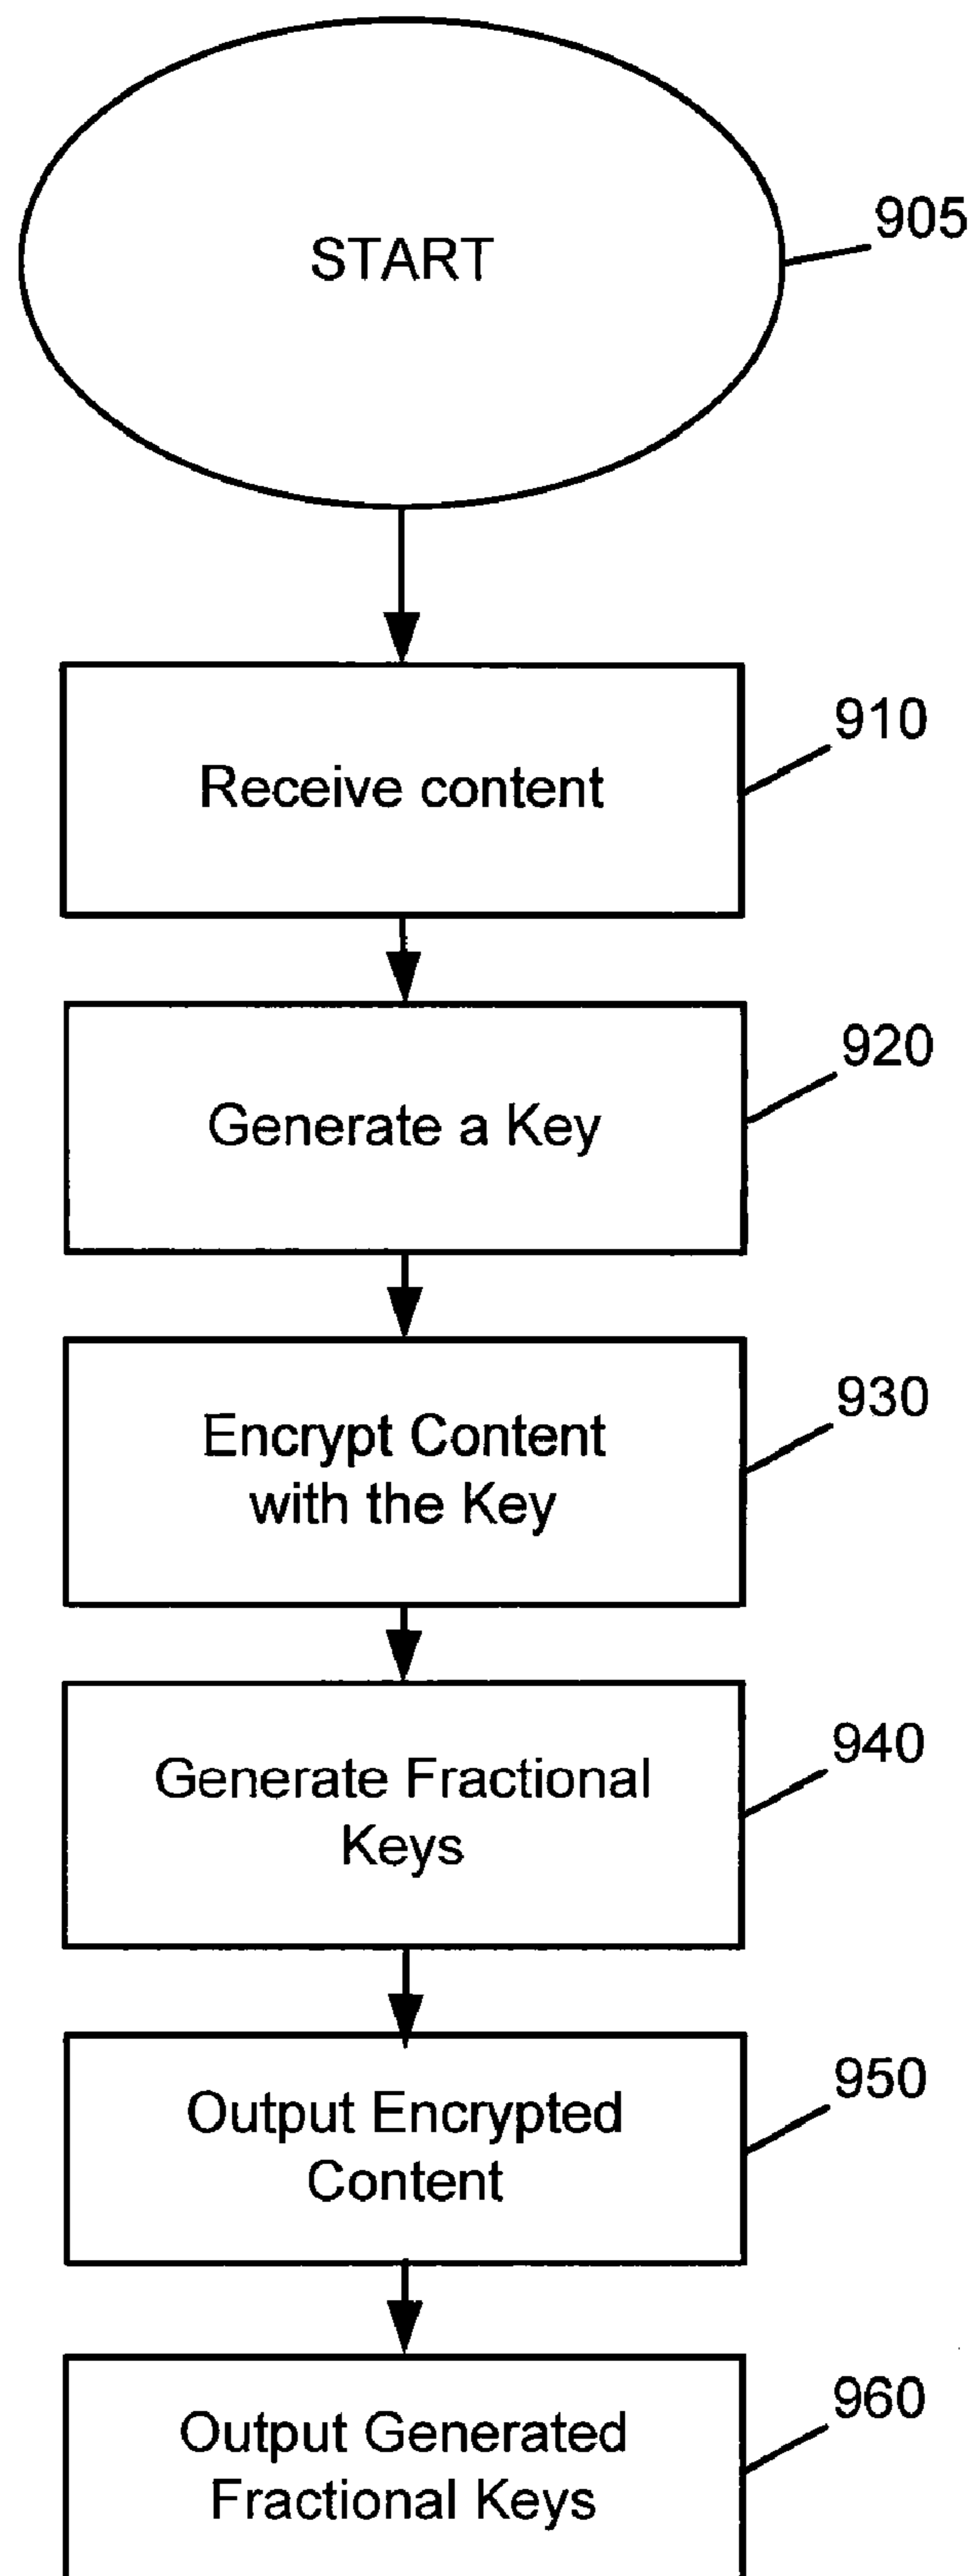 START
905
Receive content
910
Generate a Key
920
Encrypt Content
with the Key
930
Generate Fractional
Keys
940
Output Encrypted
Content
950
Output Generated
Fractional Keys
960